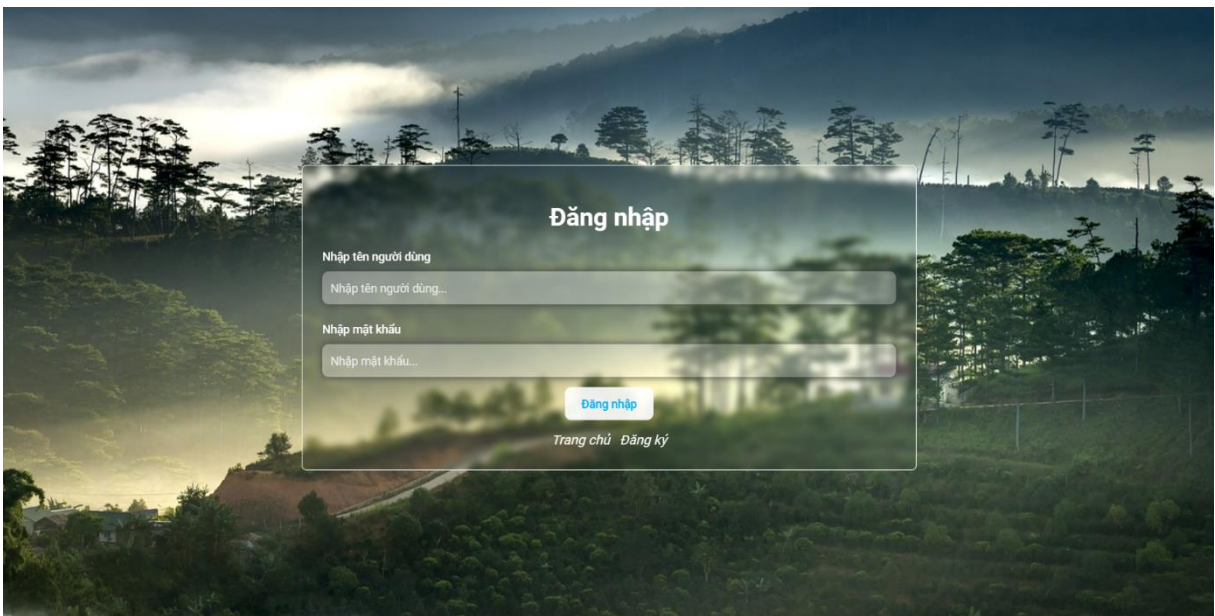 Đăng nhập
Nhập tên người dùng
Nhập tên người dùng...
Nhập mật khẩu
Nhập mật khẩu...
Đăng nhập
Trang chủ Đăng ký